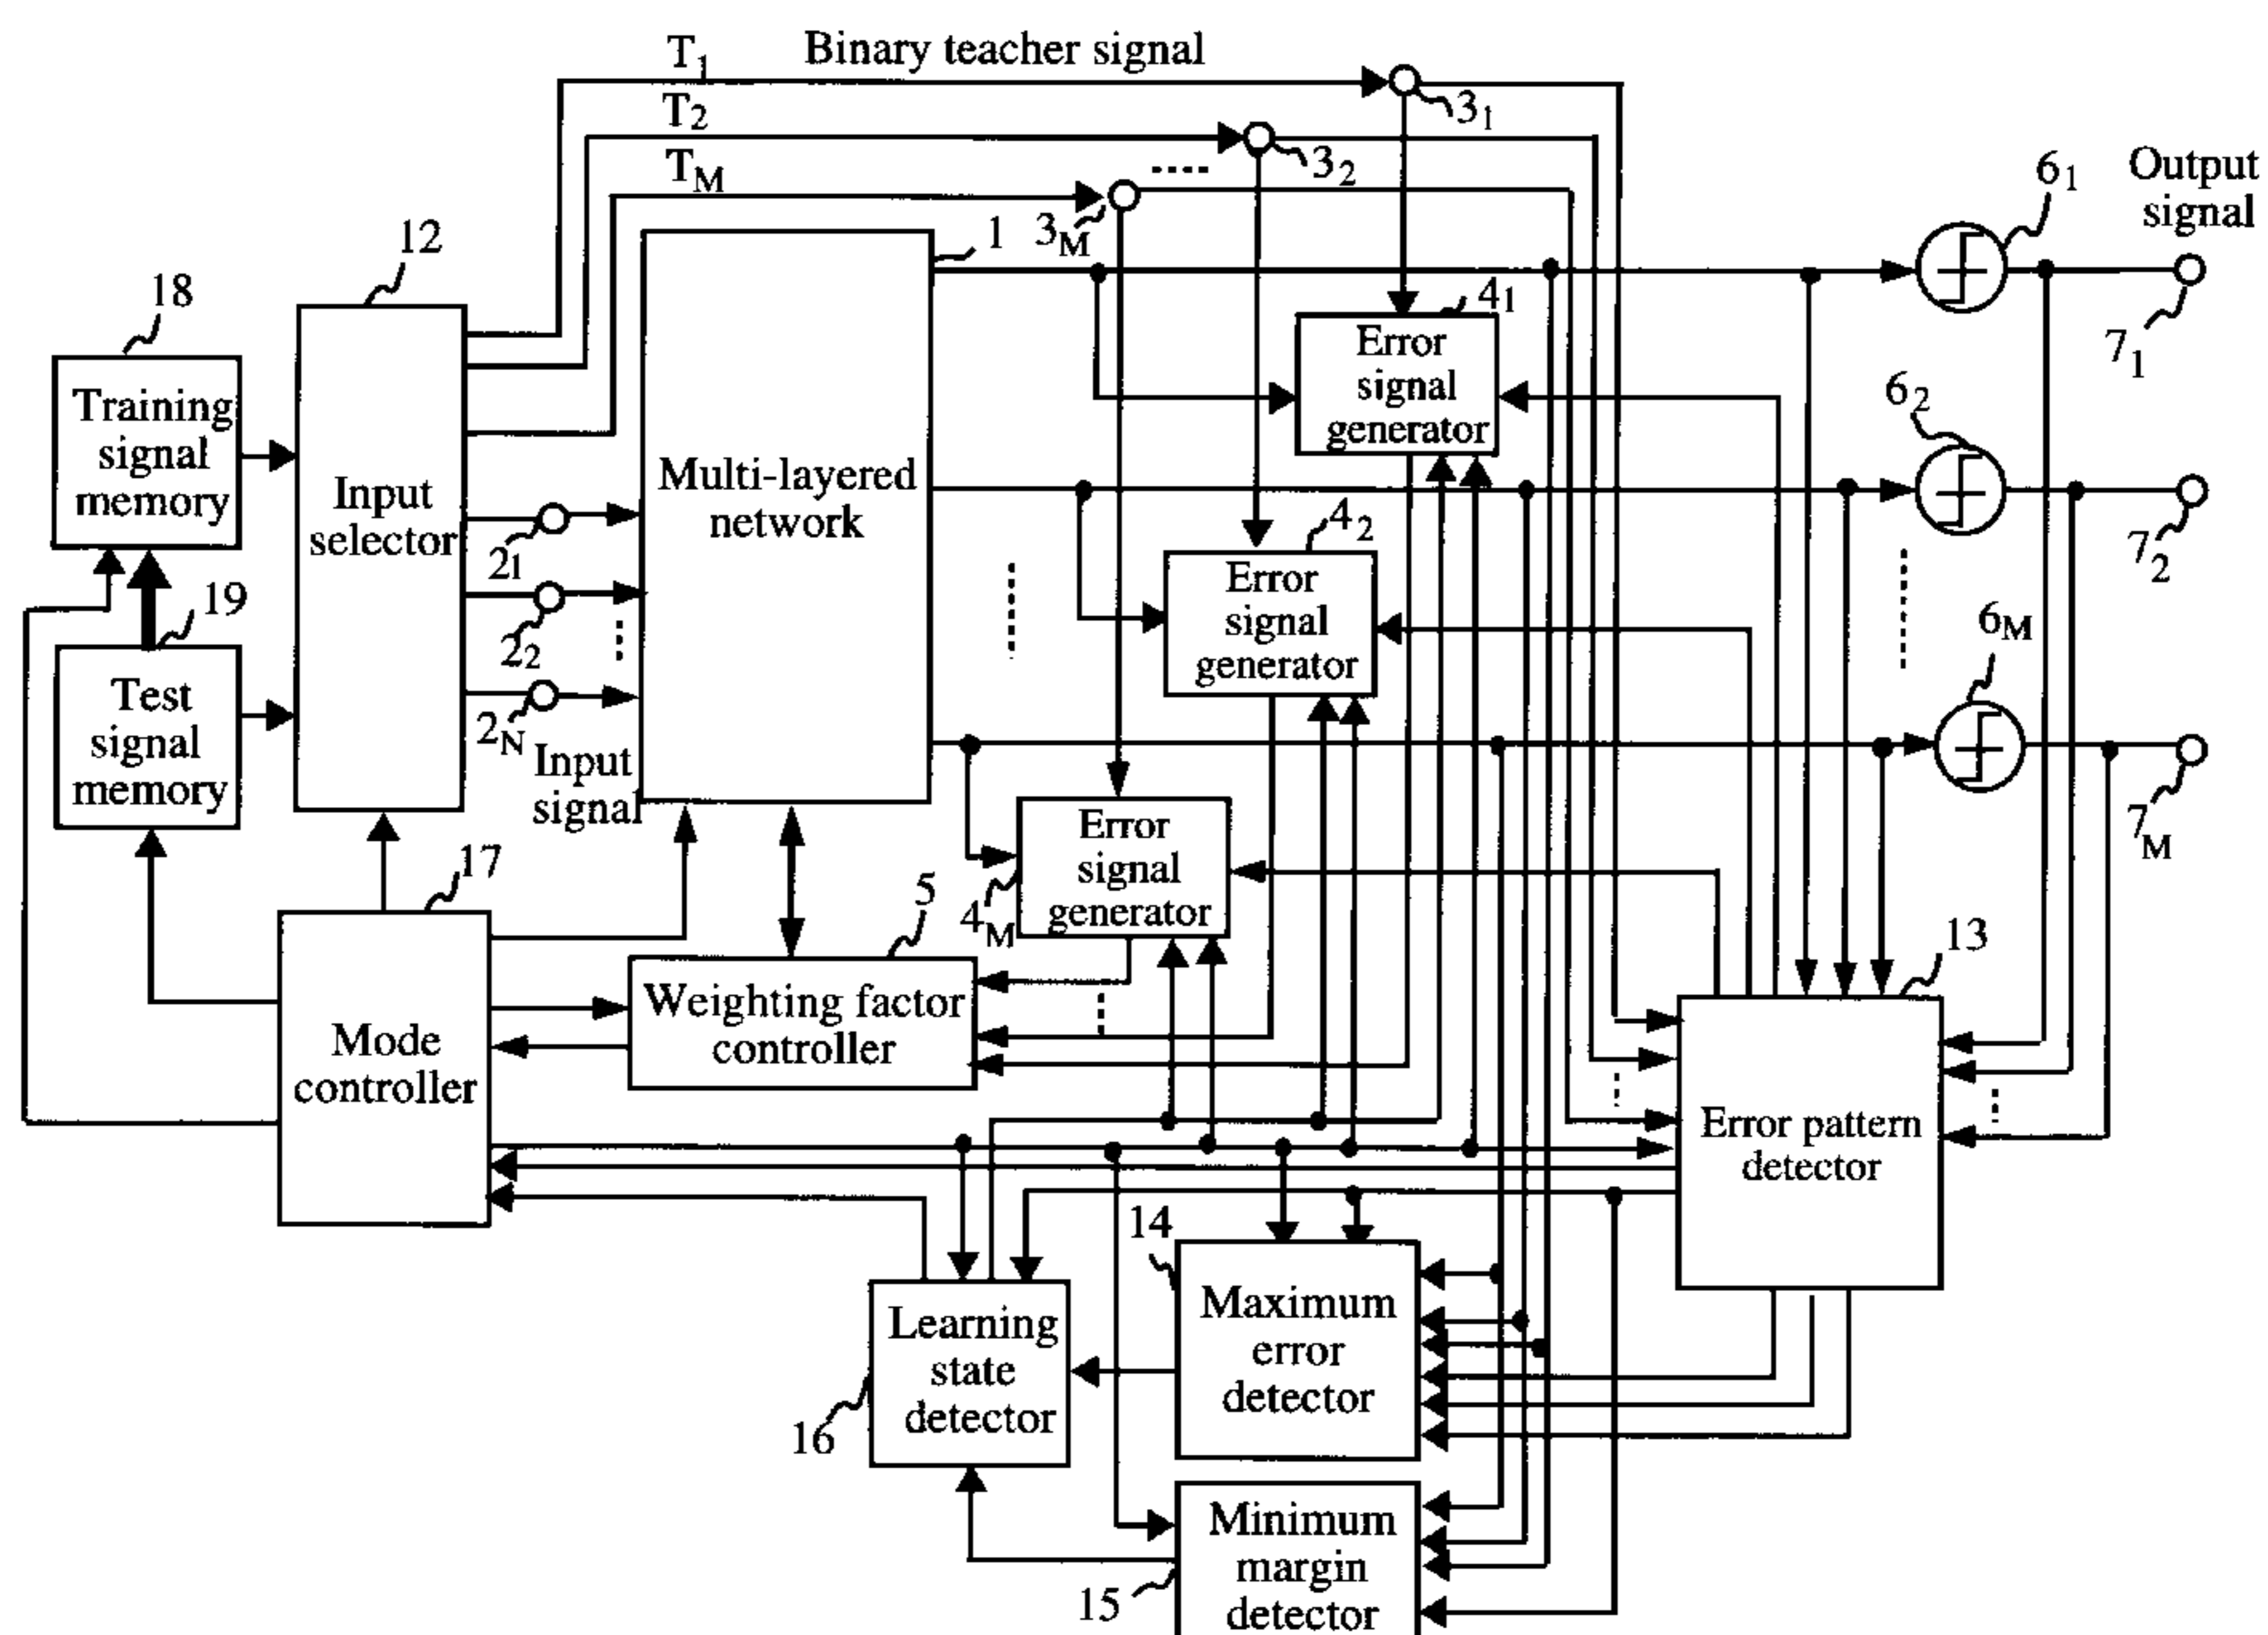 T1
Binary teacher signal
T2
TM
31
32
3M
61
Output
signal
71
12
1
18
41
Error
signal
generator
62
72
Training
signal
memory
Input
selector
Multi-layered
network
21
22
2N
Input
signal
42
Error
signal
generator
6M
7M
19
Test
signal
memory
Error
signal
generator
4M
17
5
13
Mode
controller
Weighting factor
controller
Error pattern
detector
14
Maximum
error
detector
Learning
state
detector
16
Minimum
margin
detector
15